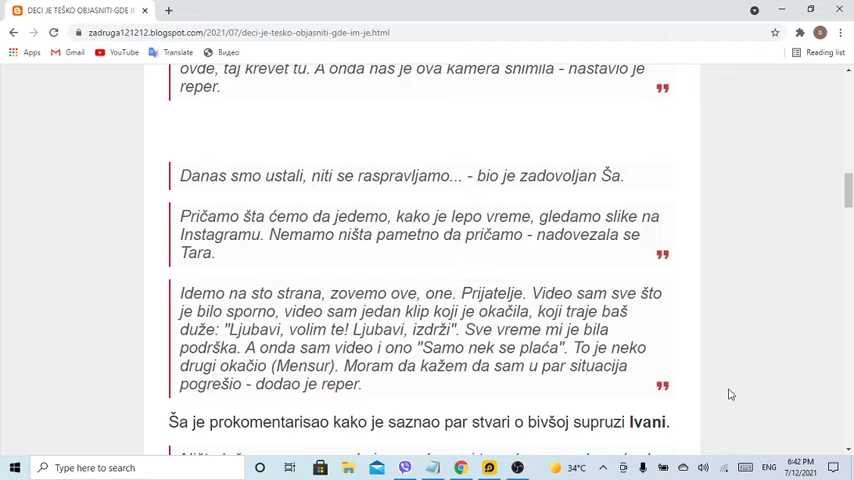 DECI JE TEŠKO OBJASNITI GDE IM
zadruga121212.blogspot.com/2021/07/deci-je-tesko-objasniti-gde-im-je.html
Apps Gmail YouTube Translate Видео Reading list
ovde, taj krevet tu. A onda nas je ova kamera snimila - nastavio je
reper.
Danas smo ustali, niti se raspravljamo... - bio je zadovoljan Ša.
Pričamo šta ćemo da jedemo, kako je lepo vreme, gledamo slike na
Instagramu. Nemamo ništa pametno da pričamo - nadovezala se
Tara.
Idemo na sto strana, zovemo ove, one. Prijatelje. Video sam sve što
je bilo sporno, video sam jedan klip koji je okačila, koji traje baš
duže: "Ljubavi, volim te! Ljubavi, izdrži". Sve vreme mi je bila
podrška. A onda sam video i ono "Samo nek se plaća". To je neko
drugi okačio (Mensur). Moram da kažem da sam u par situacija
pogrešio - dodao je reper.
Ša je prokomentarisao kako je saznao par stvari o bivšoj supruzi Ivani.
Type here to search
34°C
ENG
6:42 PM
7/12/2021